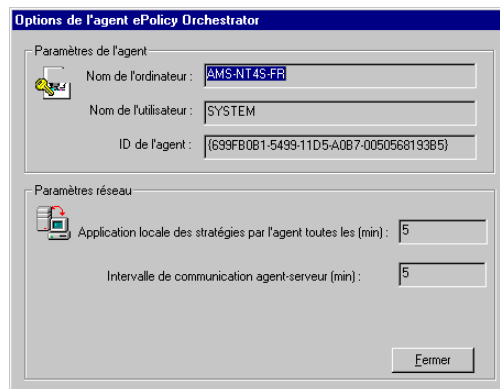 Options de l'agent ePolicy Orchestrator
Paramètres de l'agent
Nom de l'ordinateur : AMS-NT4S-FR
Nom de l'utilisateur : SYSTEM
ID de l'agent : {699FB0B1-5499-11D5-A0B7-0050568193B5}
Paramètres réseau
Application locale des stratégies par l'agent toutes les (min) : 5
Intervalle de communication agent-serveur (min) : 5
Fermer